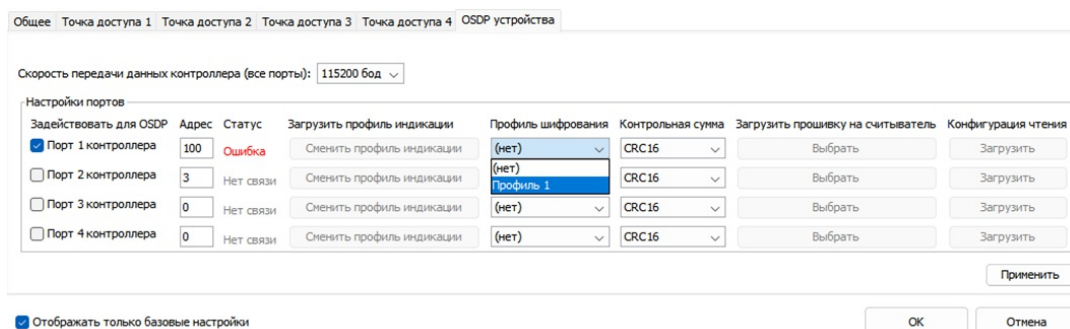 Общее Точка доступа 1 Точка доступа 2 Точка доступа 3 Точка доступа 4 OSDP устройства
Скорость передачи данных контроллера (все порты): 115200 бод
Настройки портов
Задействовать для OSDP Адрес Статус Загрузить профиль индикации Профиль шифрования Контрольная сумма Загрузить прошивку на считыватель Конфигурация чтения
Порт 1 контроллера 100 Ошибка Сменить профиль индикации (нет) CRC16 Выбрать Загрузить
(нет)
Порт 2 контроллера 3 Нет связи Сменить профиль индикации Профиль 1 CRC16 Выбрать Загрузить
Порт 3 контроллера 0 Нет связи Сменить профиль индикации (нет) CRC16 Выбрать Загрузить
Порт 4 контроллера 0 Нет связи Сменить профиль индикации (нет) CRC16 Выбрать Загрузить
Применить
Отображать только базовые настройки OK Отмена